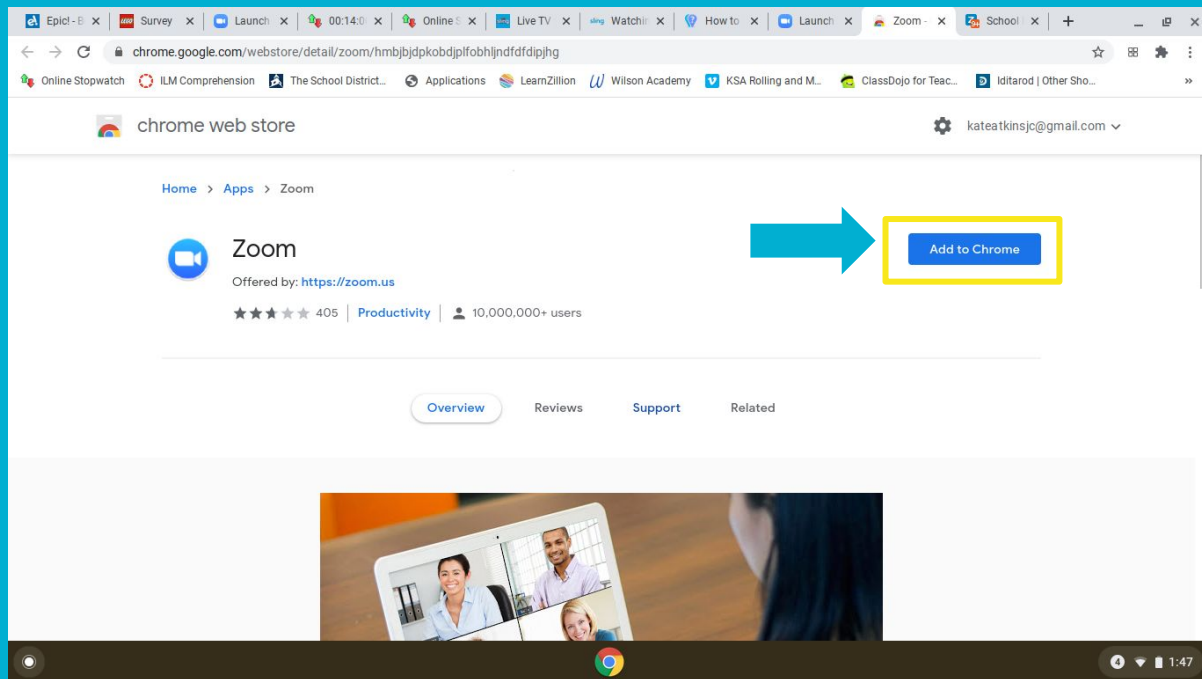 Epic! - B
Survey
Launch
00:14:0
Online S
Live TV
sling
Watchin
How to
Launch
Zoom -
School
chrome.google.com/webstore/detail/zoom/hmbjbjdpkobdjplfobhljndfdfdipjhg
Online Stopwatch
ILM Comprehension
The School District...
Applications
LearnZillion
Wilson Academy
KSA Rolling and M...
ClassDojo for Teac...
Iditarod | Other Sho...
chrome web store
kateatkinsjc@gmail.com
Home > Apps > Zoom
Zoom
Add to Chrome
Offered by: https://zoom.us
405 | Productivity | 10,000,000+ users
Overview
Reviews
Support
Related
4
1:47